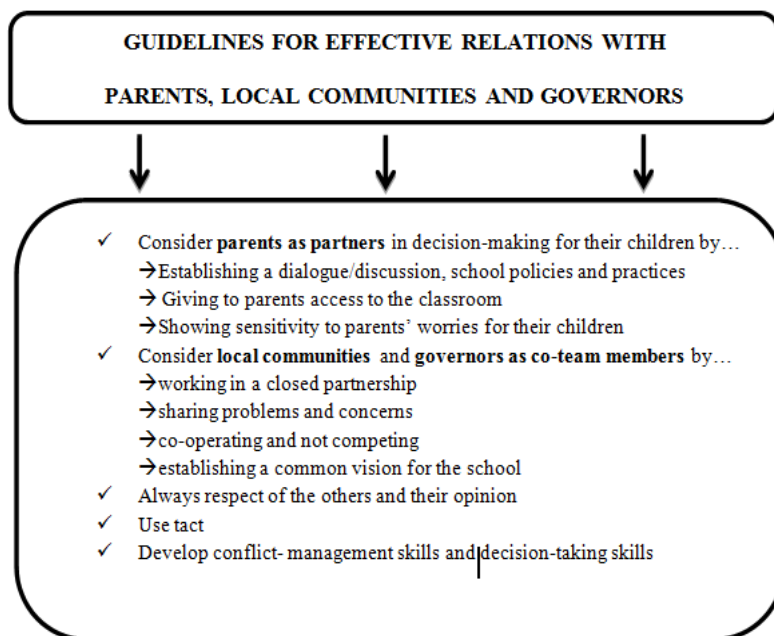 GUIDELINES FOR EFFECTIVE RELATIONS WITH
PARENTS, LOCAL COMMUNITIES AND GOVERNORS
✓ Consider parents as partners in decision-making for their children by…
→Establishing a dialogue/discussion, school policies and practices
→ Giving to parents access to the classroom
→Showing sensitivity to parents’ worries for their children
✓ Consider local communities and governors as co-team members by…
→working in a closed partnership
→sharing problems and concerns
→co-operating and not competing
→establishing a common vision for the school
✓ Always respect of the others and their opinion
✓ Use tact
✓ Develop conflict- management skills and decision-taking skills